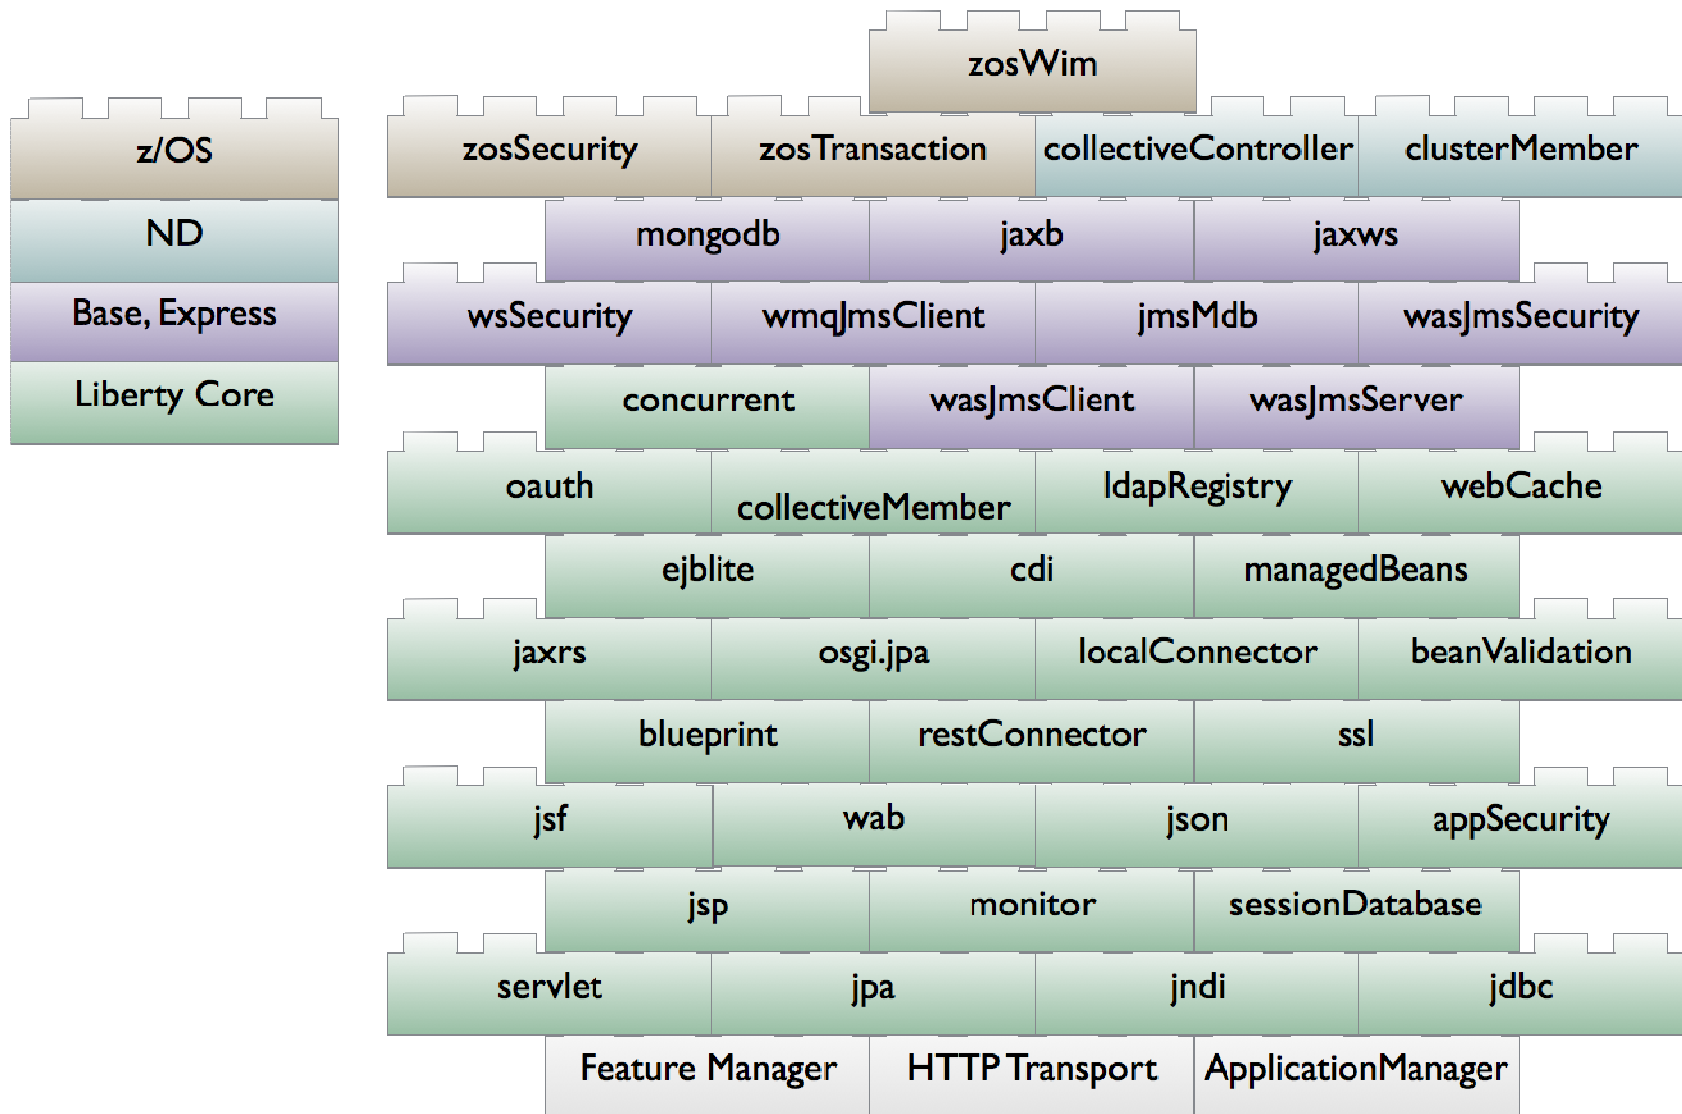 zosWim
z/OS
ND
Base, Express
Liberty Core
zosSecurity
zosTransaction
collectiveController
clusterMember
mongodb
jaxb
jaxws
wsSecurity
wmqJmsClient
jmsMdb
wasJmsSecurity
concurrent
wasJmsClient
wasJmsServer
oauth
collectiveMember
ldapRegistry
webCache
ejblite
cdi
managedBeans
jaxrs
osgi.jpa
localConnector
beanValidation
blueprint
restConnector
ssl
jsf
wab
json
appSecurity
jsp
monitor
sessionDatabase
servlet
jpa
jndi
jdbc
Feature Manager
HTTP Transport
ApplicationManager